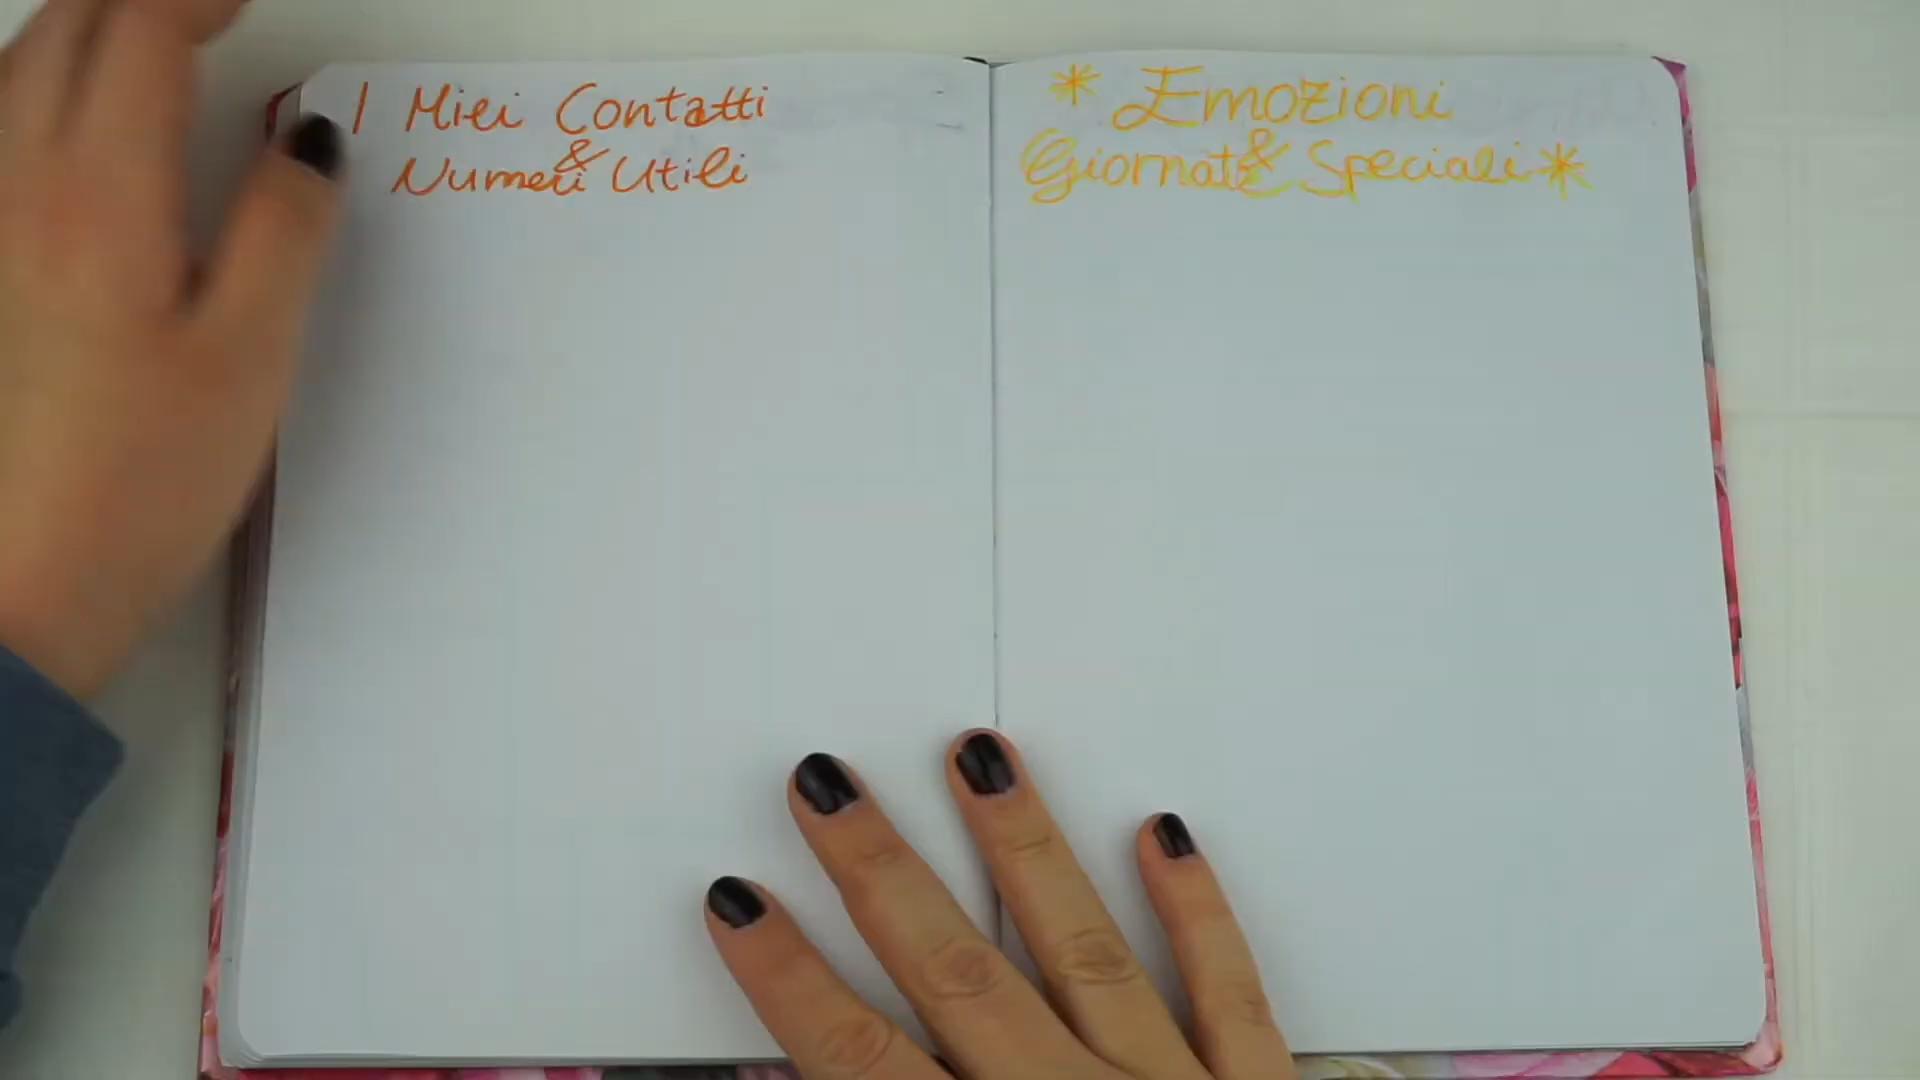 I Miei Contatti
&
Numeri Utili
* Emozioni
&
Giornate Speciali *